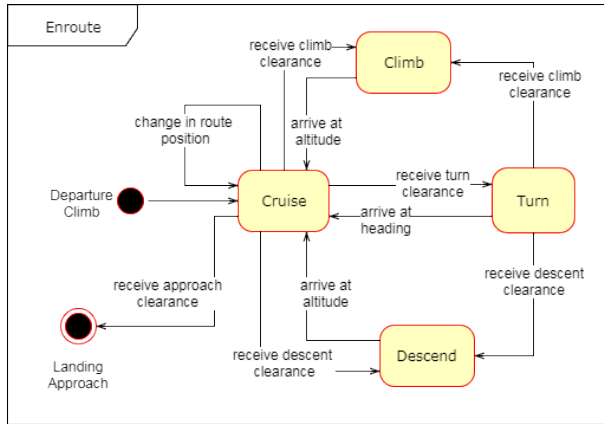 Enroute
receive climb
clearance
Climb
receive climb
clearance
change in route
position
arrive at
altitude
Departure
Climb
Cruise
receive turn
clearance
Turn
arrive at
heading
receive approach
clearance
arrive at
altitude
receive descent
clearance
Landing
Approach
receive descent
clearance
Descend